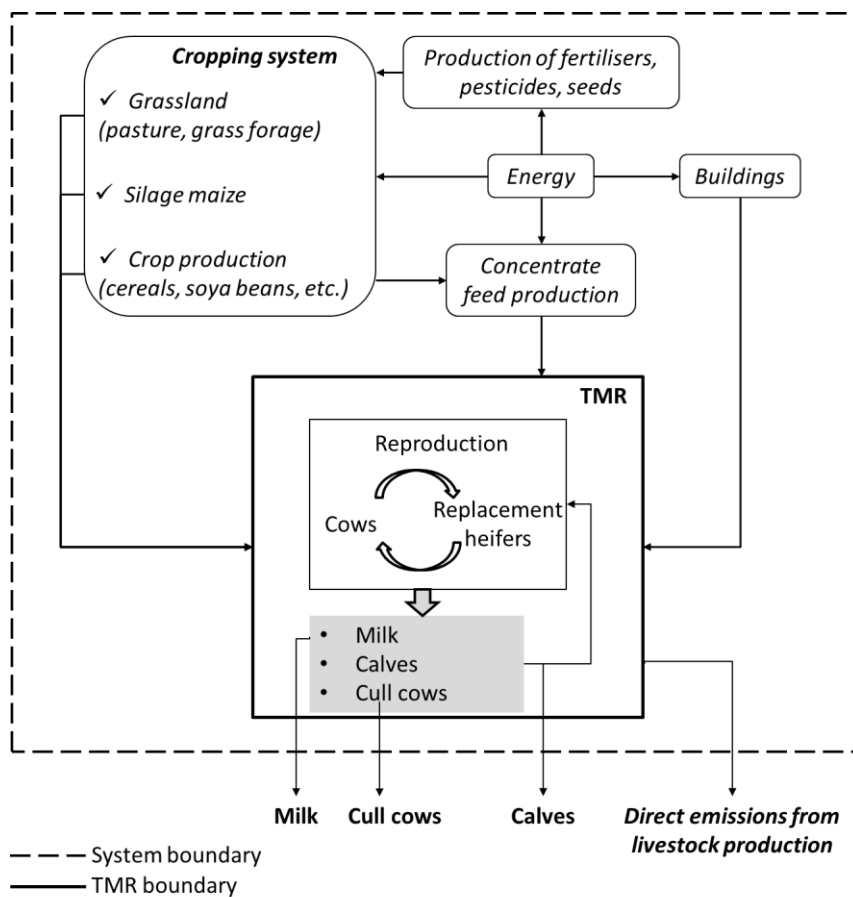 Cropping system
✓ Grassland
(pasture, grass forage)
✓ Silage maize
✓ Crop production
(cereals, soya beans, etc.)
Production of fertilisers,
pesticides, seeds
Energy
Buildings
Concentrate
feed production
TMR
Reproduction
Cows
Replacement
heifers
• Milk
• Calves
• Cull cows
Milk
Cull cows
Calves
Direct emissions from
livestock production
System boundary
TMR boundary